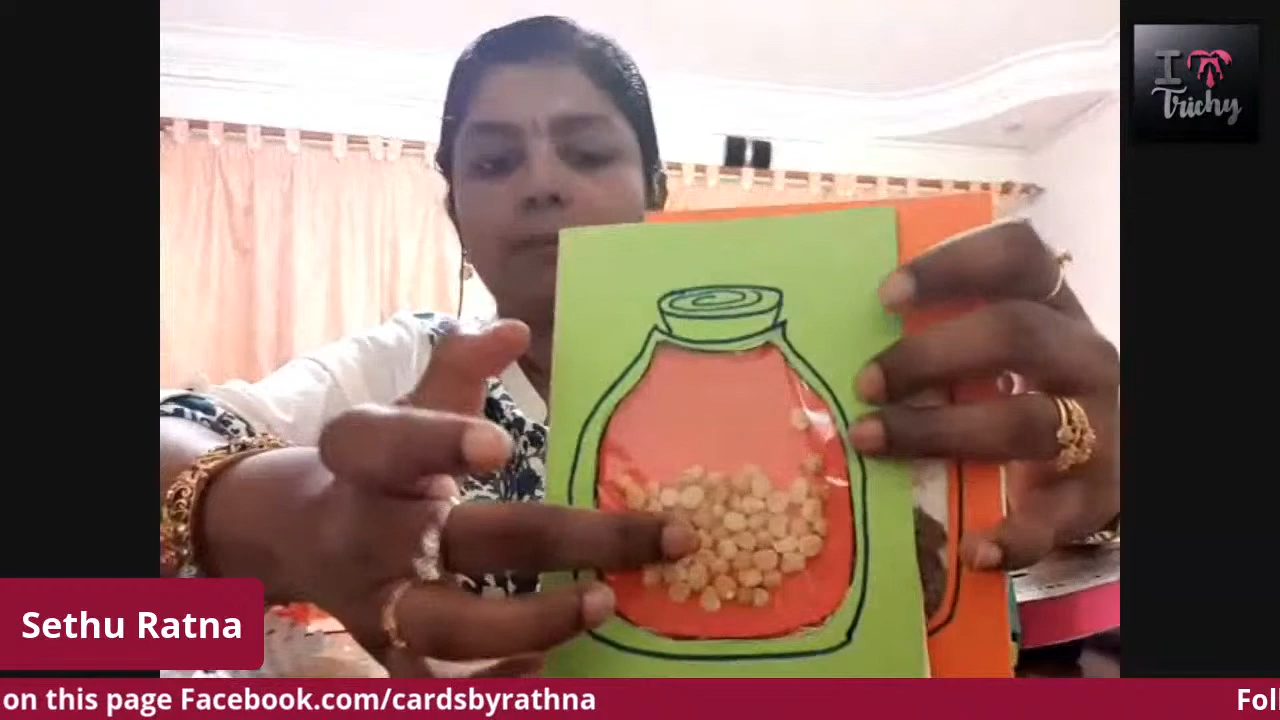 I
Trichy
Sethu Ratna
on this page Facebook.com/cardsbyrathna
Foll